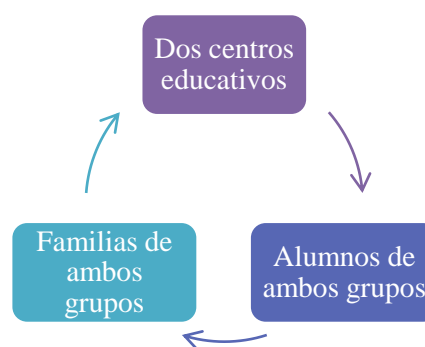 Dos centros
educativos
Familias de
ambos
grupos
Alumnos de
ambos grupos